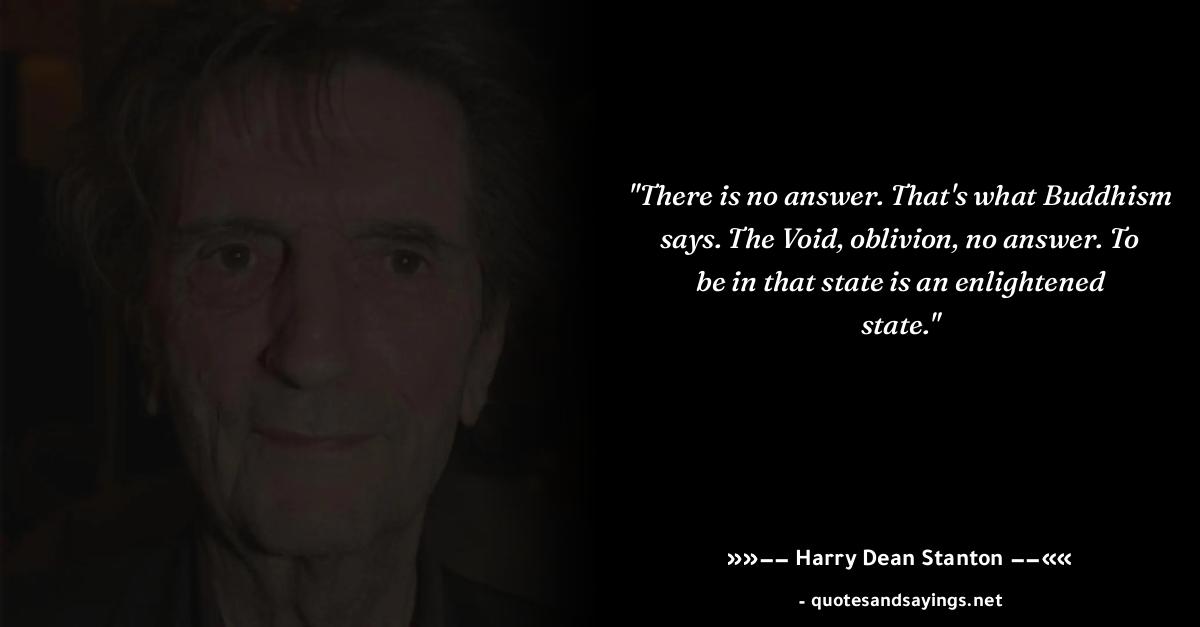 "There is no answer. That's what Buddhism
says. The Void, oblivion, no answer. To
be in that state is an enlightened
state."
»»–– Harry Dean Stanton ––««
- quotesandsayings.net